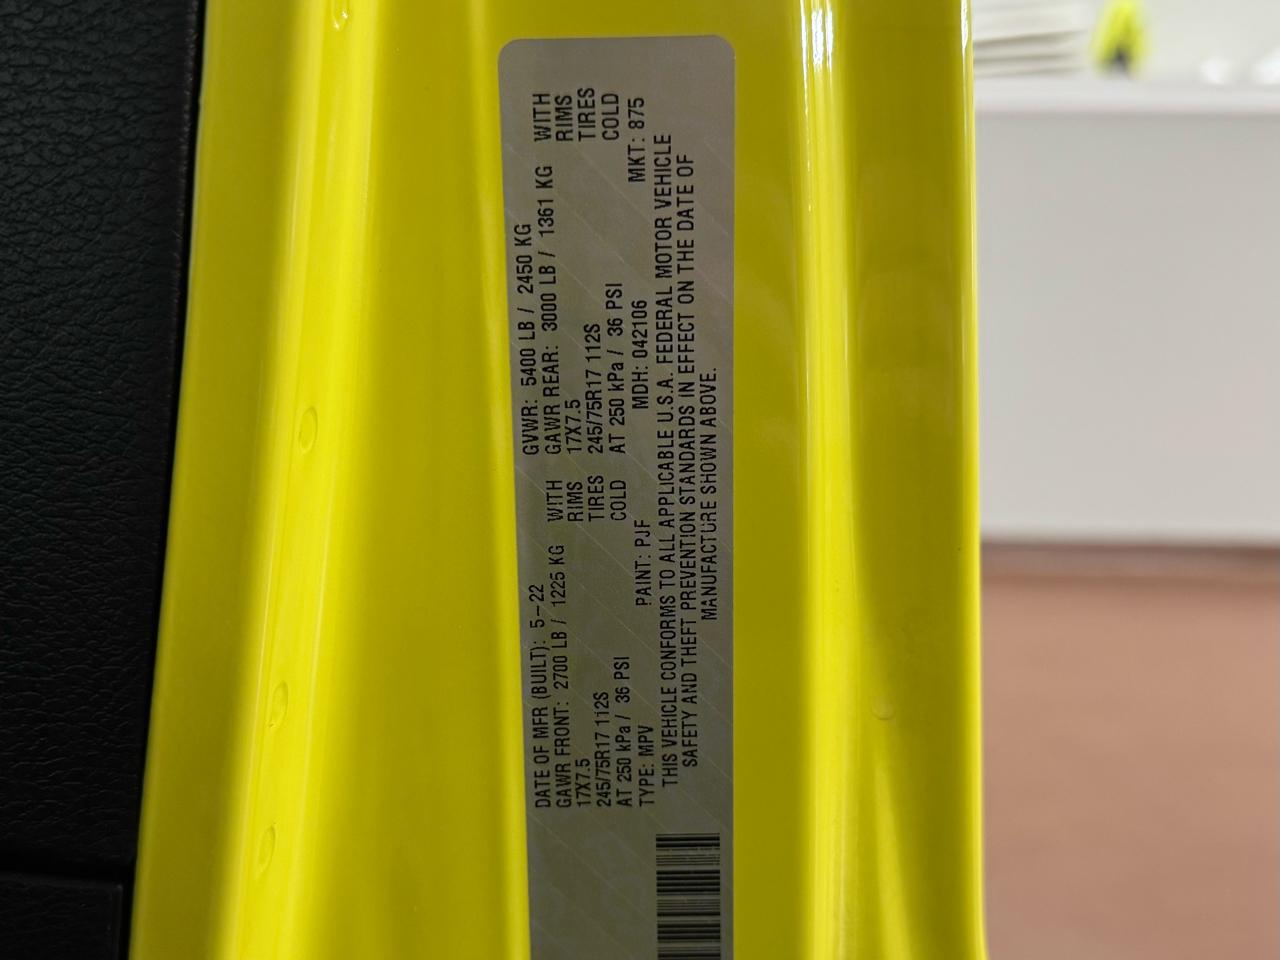 DATE OF MFR (BUILT): 5-22 GVWR: 5400 LB / 2450 KG
GAWR FRONT: 2700 LB / 1225 KG WITH GAWR REAR: 3000 LB / 1361 KG WITH
17X7.5 RIMS 17X7.5 RIMS
245/75R17 112S TIRES 245/75R17 112S TIRES
AT 250 kPa / 36 PSI COLD AT 250 kPa / 36 PSI COLD
TYPE: MPV PAINT: PJF MDH: 042106 MKT: 875
THIS VEHICLE CONFORMS TO ALL APPLICABLE U.S.A. FEDERAL MOTOR VEHICLE
SAFETY AND THEFT PREVENTION STANDARDS IN EFFECT ON THE DATE OF
MANUFACTURE SHOWN ABOVE.